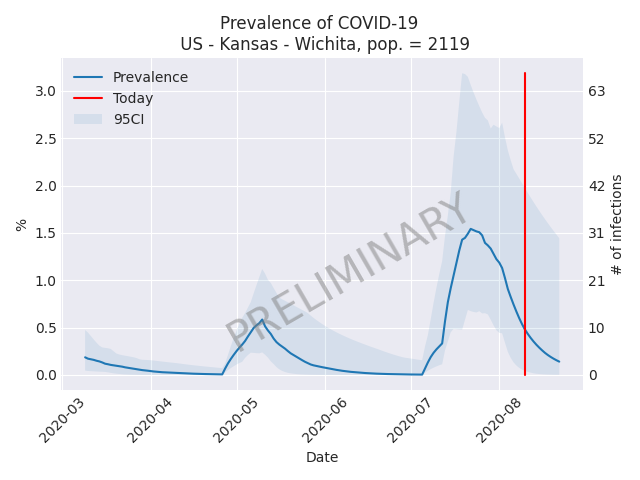 Prevalence of COVID-19
US - Kansas - Wichita, pop. = 2119
Prevalence
Today
95CI
3.0
2.5
2.0
1.5
1.0
0.5
0.0
%
63
52
42
31
21
10
0
# of infections
PRELIMINARY
2020-03
2020-04
2020-05
2020-06
2020-07
2020-08
Date